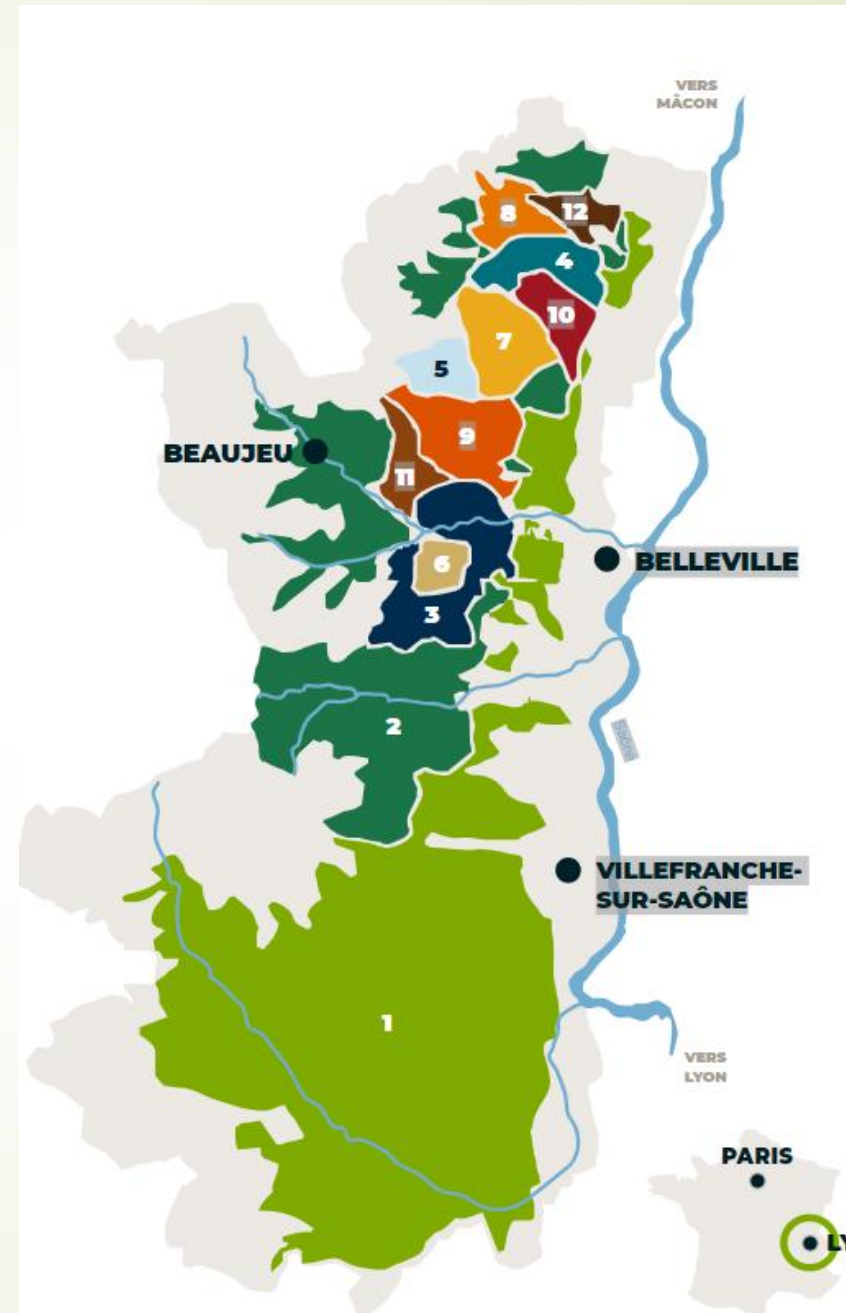 VERS
MÂCON
8
12
4
10
7
5
9
BEAUJEU
11
BELLEVILLE
6
3
Saône
2
VILLEFRANCHE-
SUR-SAÔNE
1
VERS
LYON
PARIS
LY